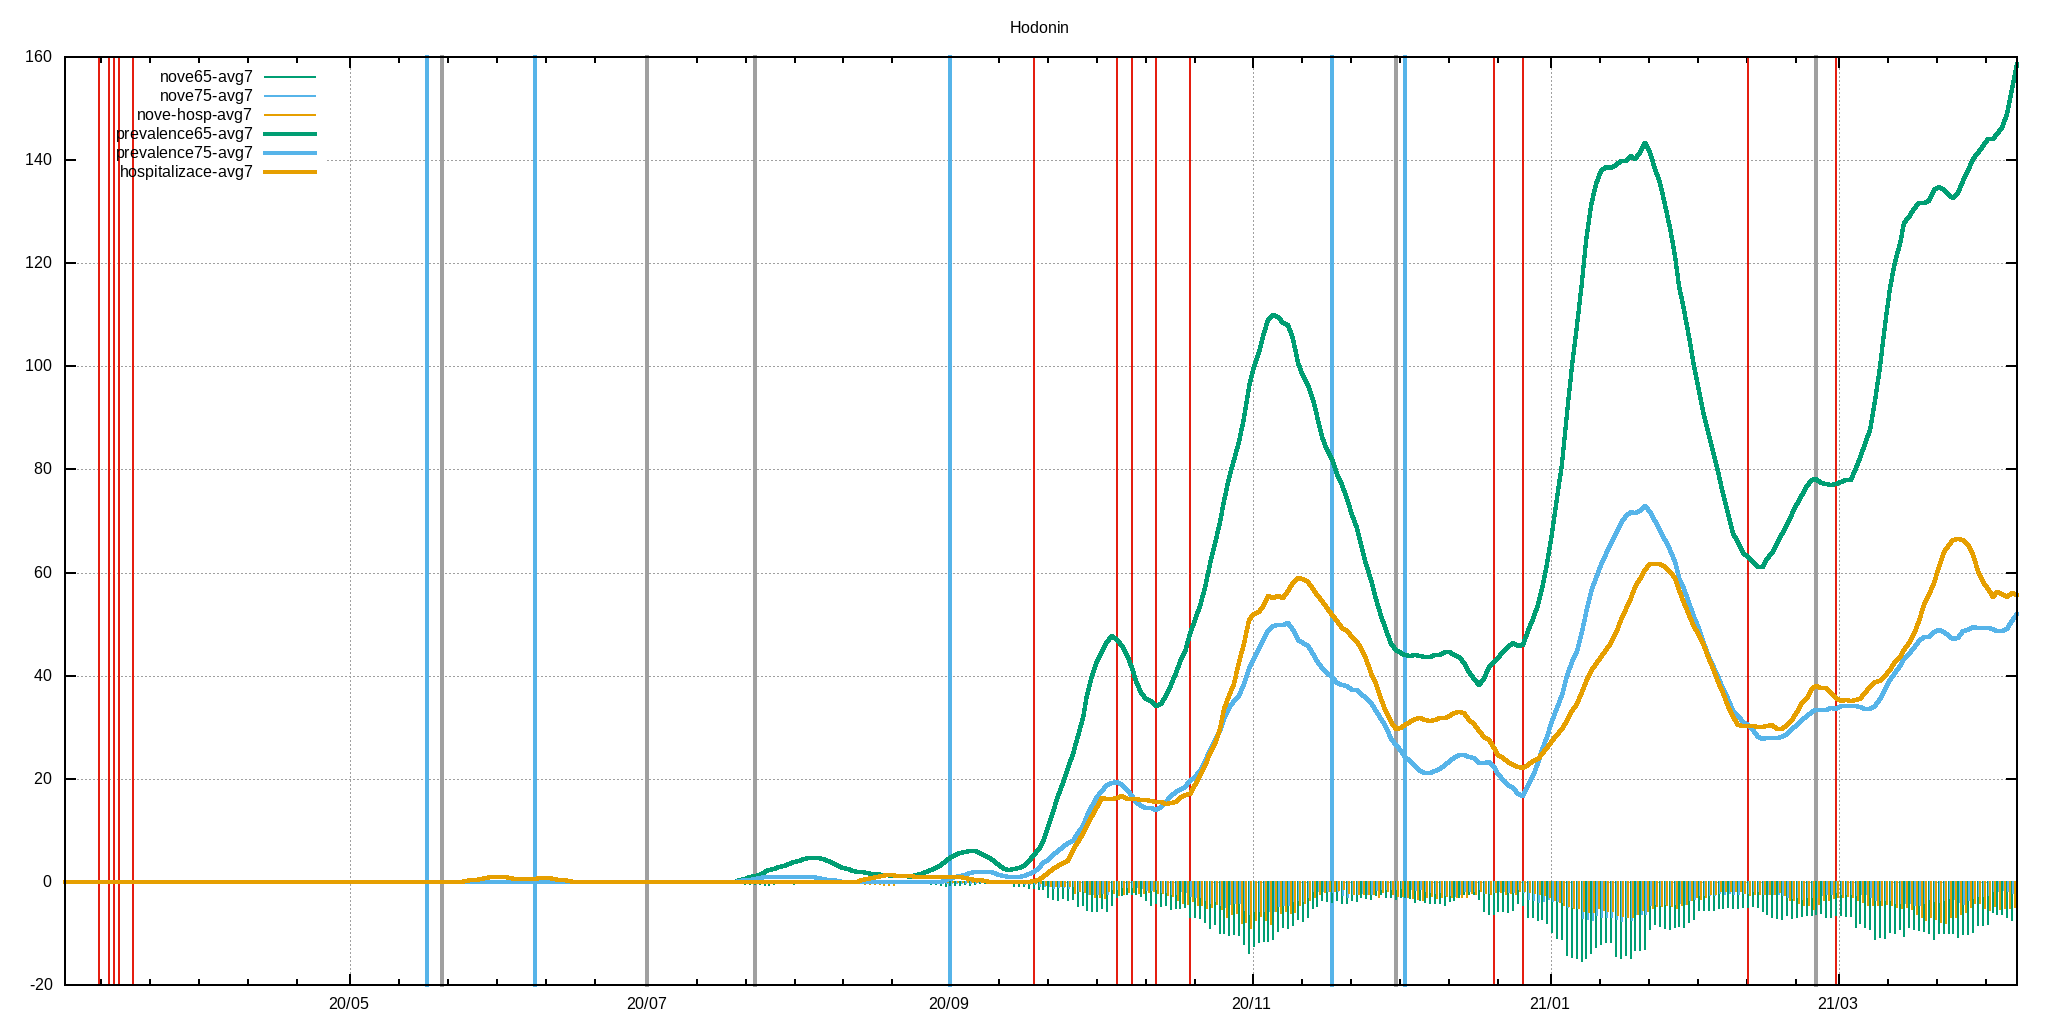 Hodonin
160
140
120
100
80
60
40
20
0
-20
nove65-avg7
nove75-avg7
nove-hosp-avg7
prevalence65-avg7
prevalence75-avg7
hospitalizace-avg7
20/05 20/07 20/09 20/11 21/01 21/03